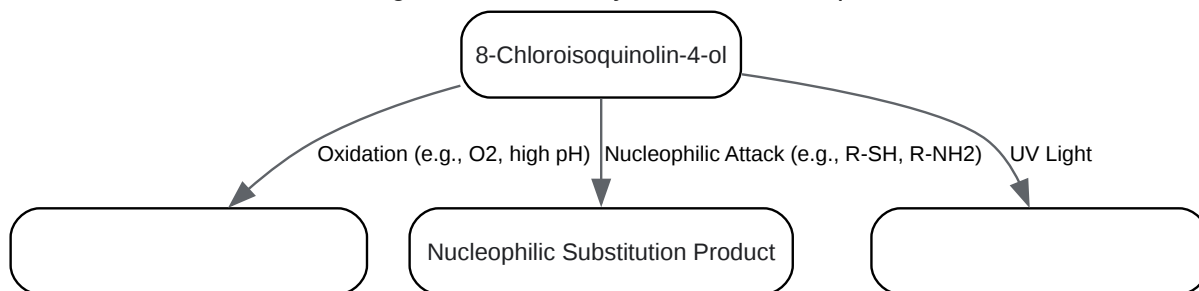 8-Chloroisoquinolin-4-ol
Oxidation (e.g., O2, high pH)
Nucleophilic Attack (e.g., R-SH, R-NH2)
UV Light
Nucleophilic Substitution Product